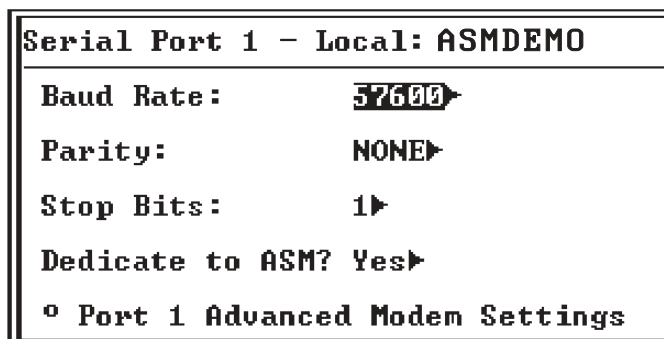 Serial Port 1 - Local: ASMDEMO
Baud Rate: 57600►
Parity: NONE►
Stop Bits: 1►
Dedicate to ASM? Yes►
º Port 1 Advanced Modem Settings